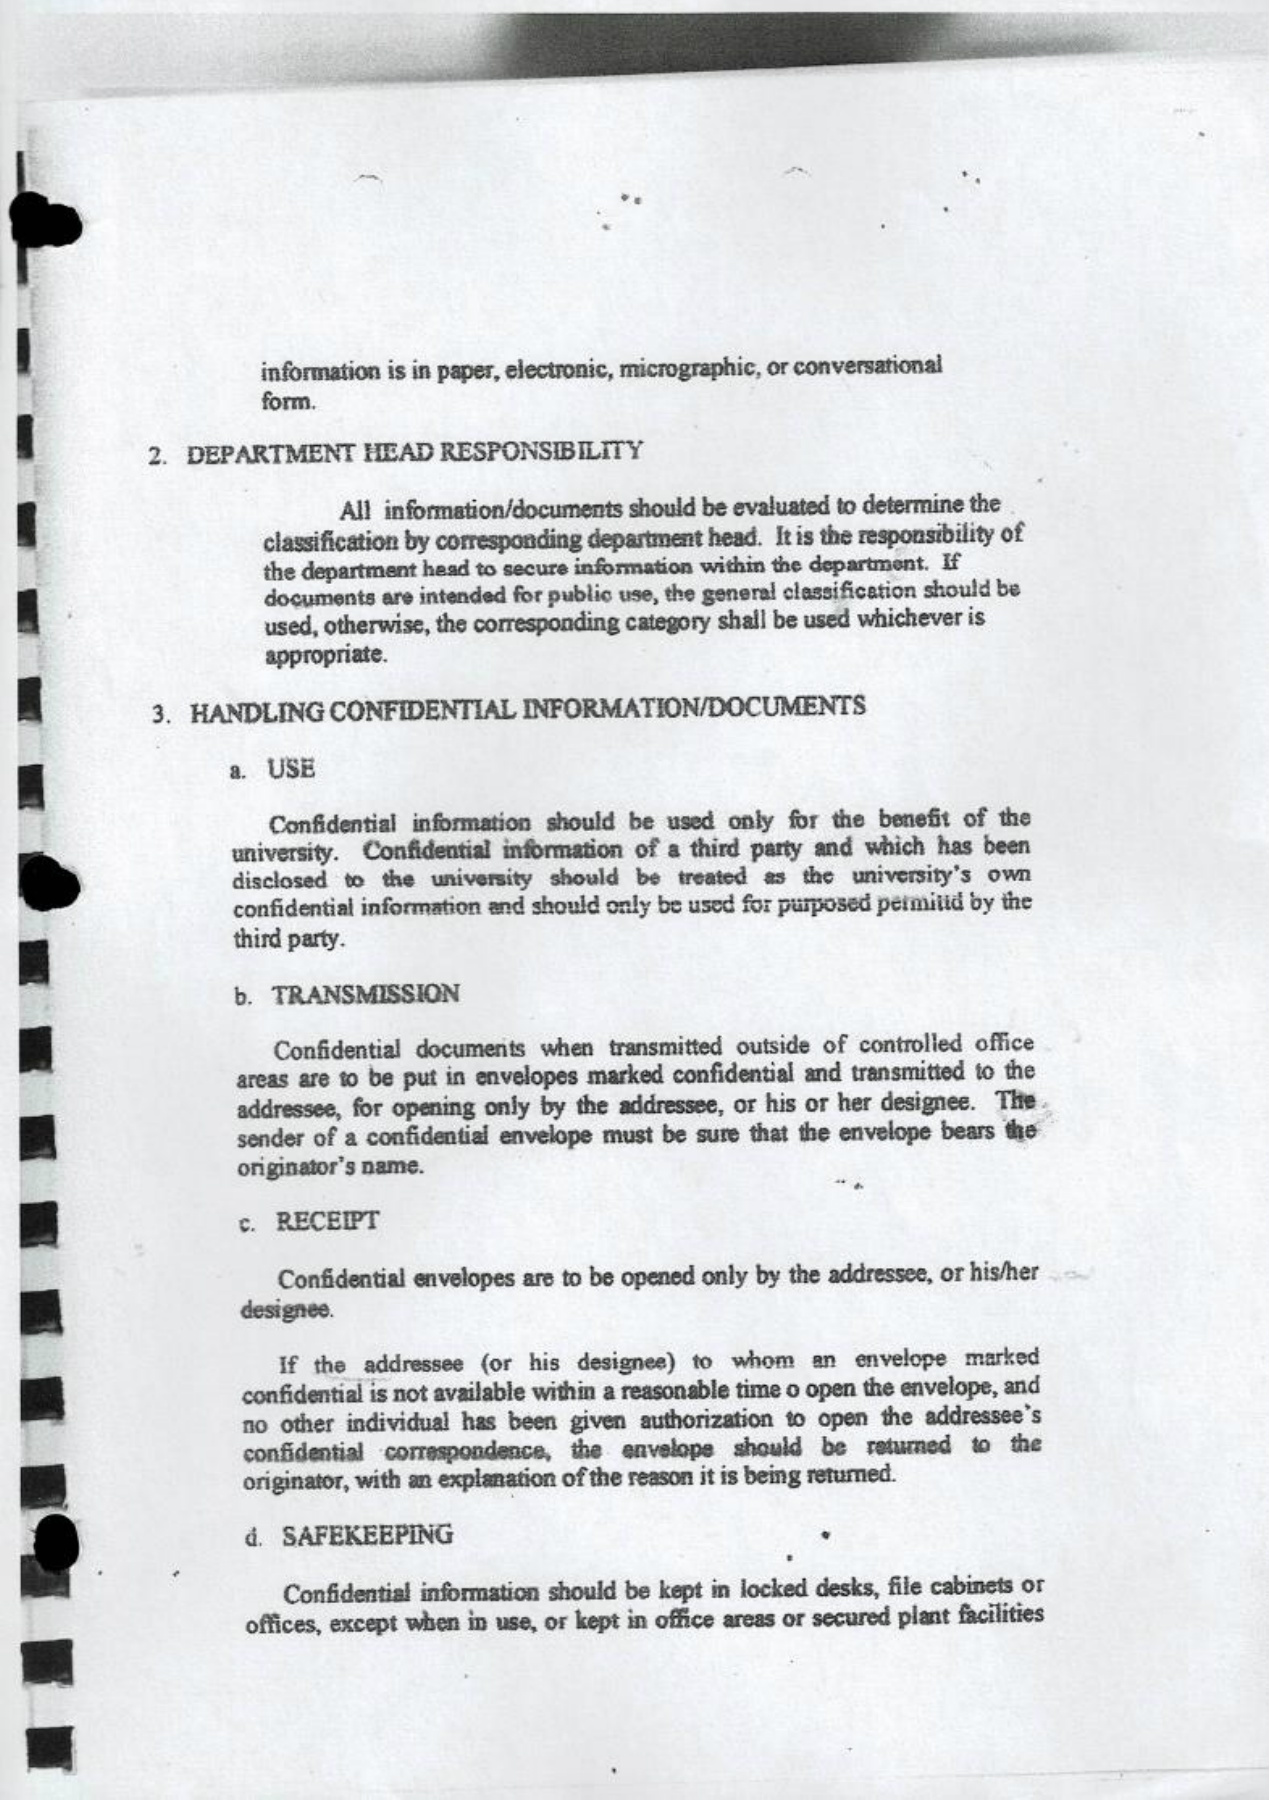 information is in paper, electronic, micrographic, or conversational
form.
2. DEPARTMENT HEAD RESPONSIBILITY
All information/documents should be evaluated to determine the
classification by corresponding department head. It is the responsibility of
the department head to secure information within the department. If
documents are intended for public use, the general classification should be
used, otherwise, the corresponding category shall be used whichever is
appropriate.
3. HANDLING CONFIDENTIAL INFORMATION/DOCUMENTS
a. USE
Confidential information should be used only for the benefit of the
university. Confidential information of a third party and which has been
disclosed to the university should be treated as the university's own
confidential information and should only be used for purposed permitid by the
third party.
b. TRANSMISSION
Confidential documents when transmitted outside of controlled office
areas are to be put in envelopes marked confidential and transmitted to the
addressee, for opening only by the addressee, or his or her designee. The
sender of a confidential envelope must be sure that the envelope bears the
originator's name.
c. RECEIPT
Confidential envelopes are to be opened only by the addressee, or his/her
designee.
If the addressee (or his designee) to whom an envelope marked
confidential is not available within a reasonable time o open the envelope, and
no other individual has been given authorization to open the addressee's
confidential correspondence, the envelope should be returned to the
originator, with an explanation of the reason it is being returned.
d. SAFEKEEPING
Confidential information should be kept in locked desks, file cabinets or
offices, except when in use, or kept in office areas or secured plant facilities